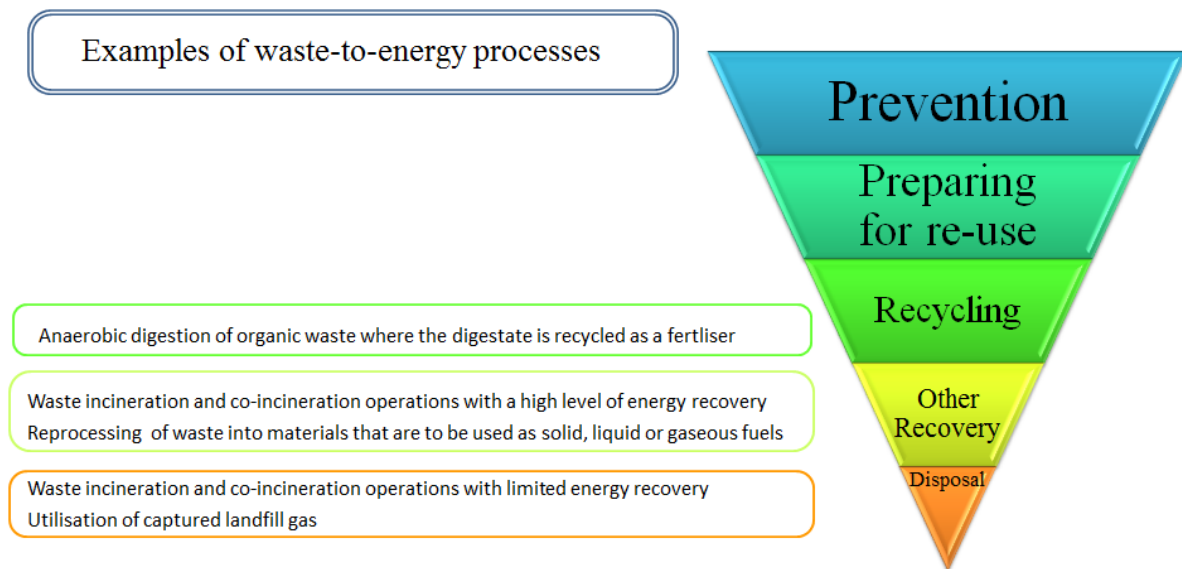 Examples of waste-to-energy processes
Prevention
Preparing
for re-use
Recycling
Anaerobic digestion of organic waste where the digestate is recycled as a fertliser
Other
Recovery
Waste incineration and co-incineration operations with a high level of energy recovery
Reprocessing of waste into materials that are to be used as solid, liquid or gaseous fuels
Disposal
Waste incineration and co-incineration operations with limited energy recovery
Utilisation of captured landfill gas